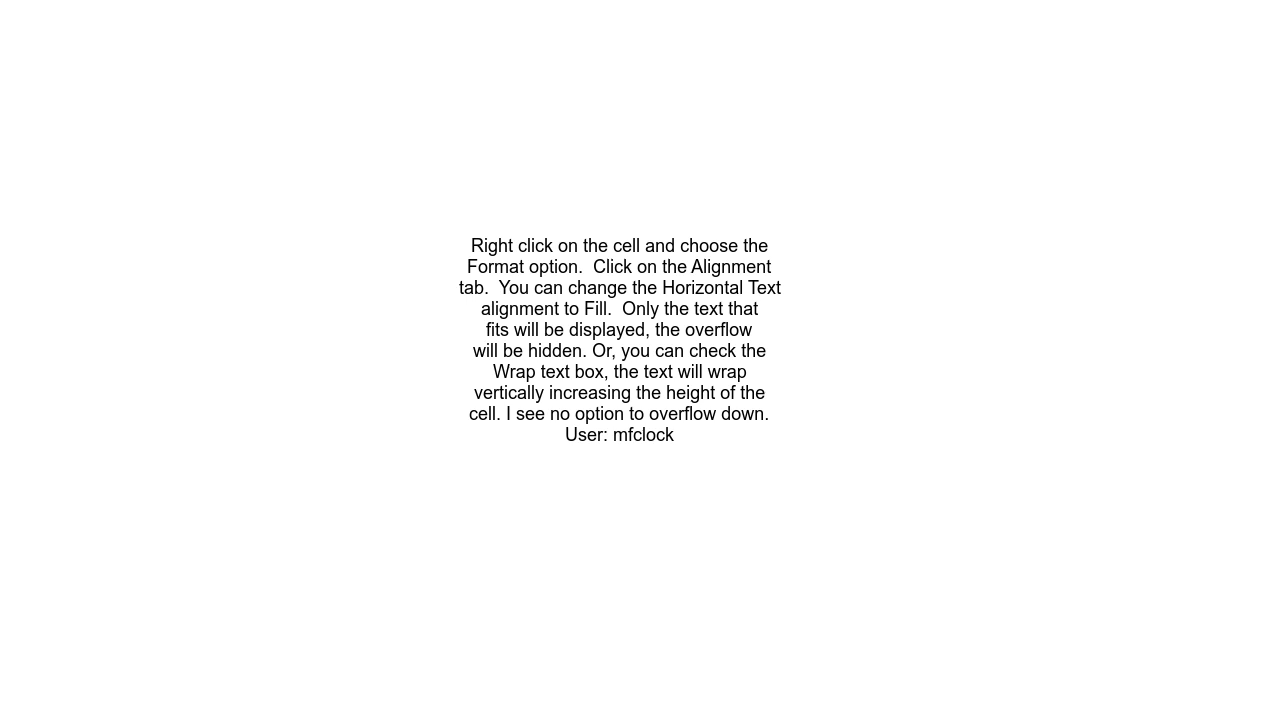 Right click on the cell and choose the
Format option.  Click on the Alignment
tab.  You can change the Horizontal Text
alignment to Fill.  Only the text that
fits will be displayed, the overflow
will be hidden. Or, you can check the
Wrap text box, the text will wrap
vertically increasing the height of the
cell. I see no option to overflow down.
User: mfclock